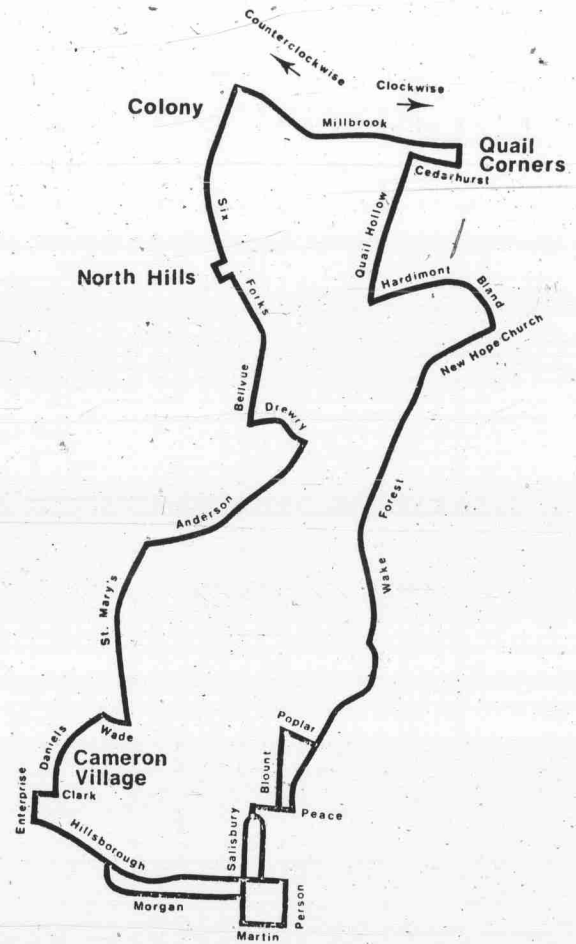 Counterclockwise
Clockwise
Colony
Millbrook
Quail
Corners
Cedarhurst
Six
Quail Hollow
North Hills
Forks
Hardimont
Bland
New Hope Church
Bellvue
Drewry
Anderson
Forest
Wake
St. Mary's
Poplar
Daniels
Wade
Cameron
Village
Blount
Enterprise
Clark
Salisbury
Peace
Hillsborough
Morgan
Person
Martin